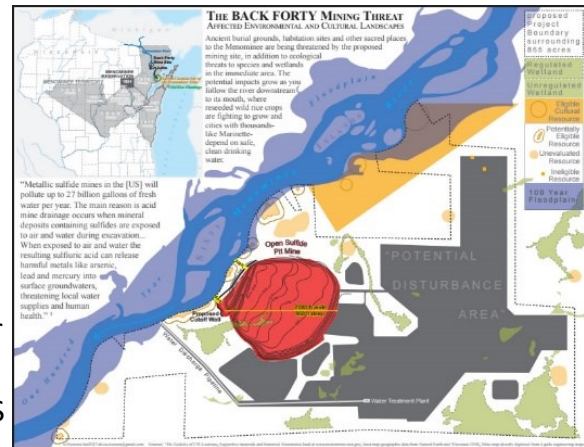 THE BACK FORTY MINING THREAT
AFFECTED ENVIRONMENTAL AND CULTURAL LANDSCAPES
Ancient burial grounds, habitation sites and other sacred places
to the Menominee are being threatened by the proposed
mining site, in addition to ecological
threats to species and wetlands
in the immediate area. The
potential impacts grow as you
follow the river downstream
to its mouth, where
reseeded wild rice crops
are fighting to grow and
cities with thousands-
like Marinette-
depend on safe,
clean drinking
water.
"Metallic sulfide mines in the [US] will
pollute up to 27 billion gallons of fresh
water per year. The main reason is acid
mine drainage occurs when mineral
deposits containing sulfides are exposed
to air and water during excavation...
When exposed to air and water the
resulting sulfuric acid can release
harmful metals like arsenic,
lead and mercury into
surface groundwaters,
threatening local water
supplies and human
health." 1
proposed
Project
Boundary
surrounding
865 acres
Regulated
Wetland
Unregulated
Wetland
Eligible
Cultural
Resource
Potentially
Eligible
Resource
Unevaluated
Resource
Ineligible
Resource
100 Year
Floodplain
Floodplain
Menominee
One Hundred
Year
Open Sulfide
Pit Mine
Proposed
Cutoff Wall
"POTENTIAL
DISTURBANCE
AREA"
Water Discharge Pipeline
Water Treatment Plant